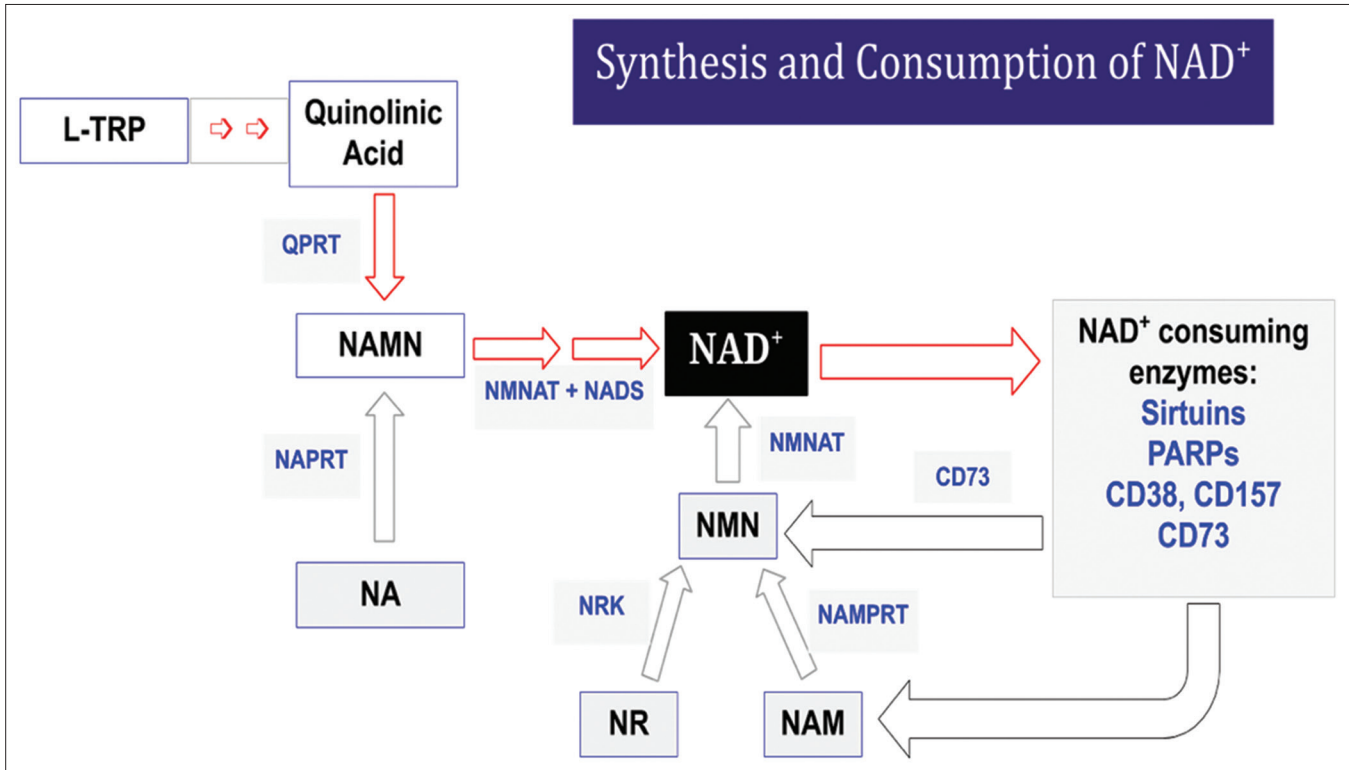 Synthesis and Consumption of NAD⁺
L-TRP
Quinolinic
Acid
QPRT
NAMN
NMNAT + NADS
NAD⁺
NAD⁺ consuming
enzymes:
Sirtuins
PARPs
CD38, CD157
CD73
NAPRT
NMNAT
CD73
NMN
NA
NRK
NAMPRT
NR
NAM